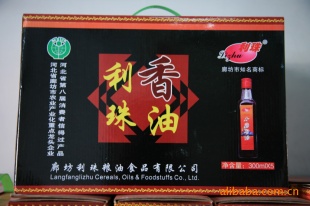 河北省第八届消费者信得过产品
河北省廊坊市农业产业化重点龙头企业
利珠
香油
利珠
廊坊市知名商标
净含量：300mlX5
廊坊利珠粮油食品有限公司
Langfanglizhu Cereals, Oils & Foodstuffs Co., Ltd.
alibaba.com.cn